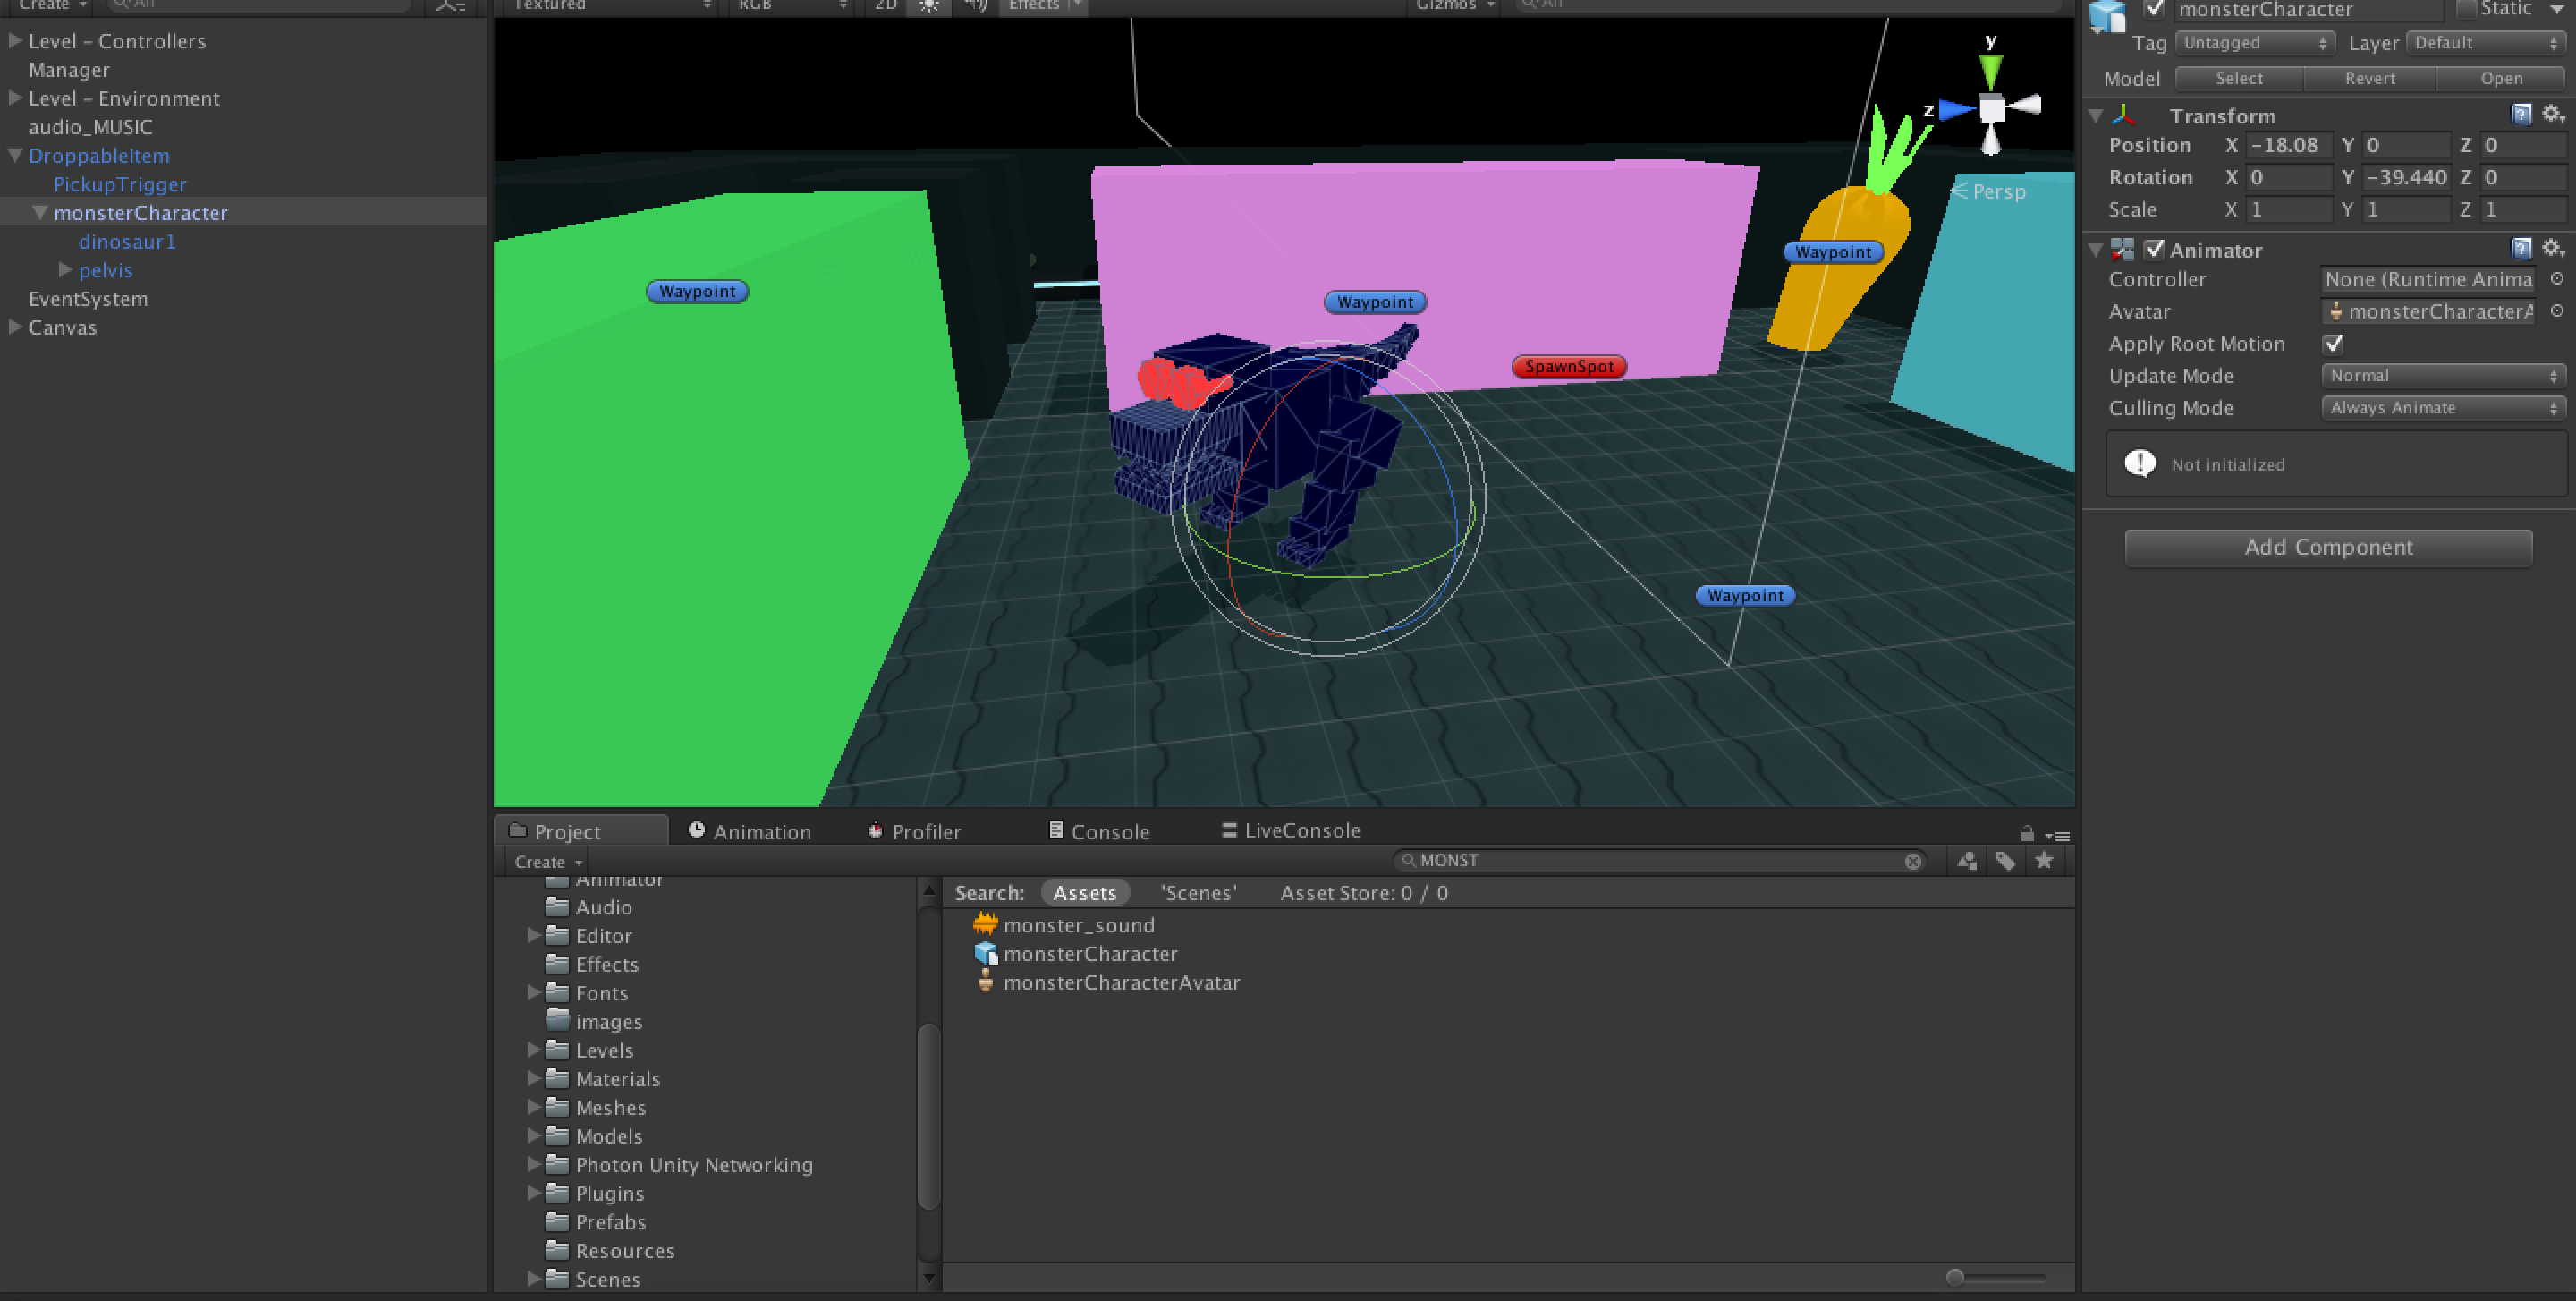 Create
All
Textured
RGB
2D
Effects
Gizmos
All
monsterCharacter
Static
Level – Controllers
Manager
Level – Environment
audio_MUSIC
DroppableItem
PickupTrigger
monsterCharacter
dinosaur1
pelvis
EventSystem
Canvas
y
z
Persp
Waypoint
Waypoint
Waypoint
SpawnSpot
Waypoint
Tag Untagged Layer Default
Model Select Revert Open
Transform
Position X -18.08 Y 0 Z 0
Rotation X 0 Y -39.440 Z 0
Scale X 1 Y 1 Z 1
Animator
Controller None (Runtime Anima
Avatar monsterCharacterA
Apply Root Motion
Update Mode Normal
Culling Mode Always Animate
Not initialized
Add Component
Project Animation Profiler Console LiveConsole
Create
MONST
Animator
Audio
Editor
Effects
Fonts
images
Levels
Materials
Meshes
Models
Photon Unity Networking
Plugins
Prefabs
Resources
Scenes
Search: Assets 'Scenes' Asset Store: 0 / 0
monster_sound
monsterCharacter
monsterCharacterAvatar